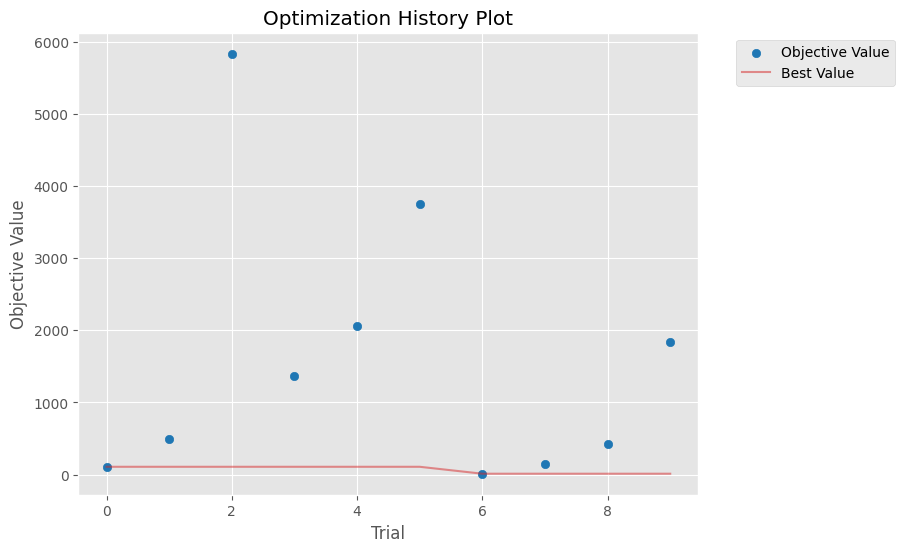 Optimization History Plot
Objective Value
Best Value
6000
5000
4000
3000
2000
1000
0
Objective Value
0 2 4 6 8
Trial